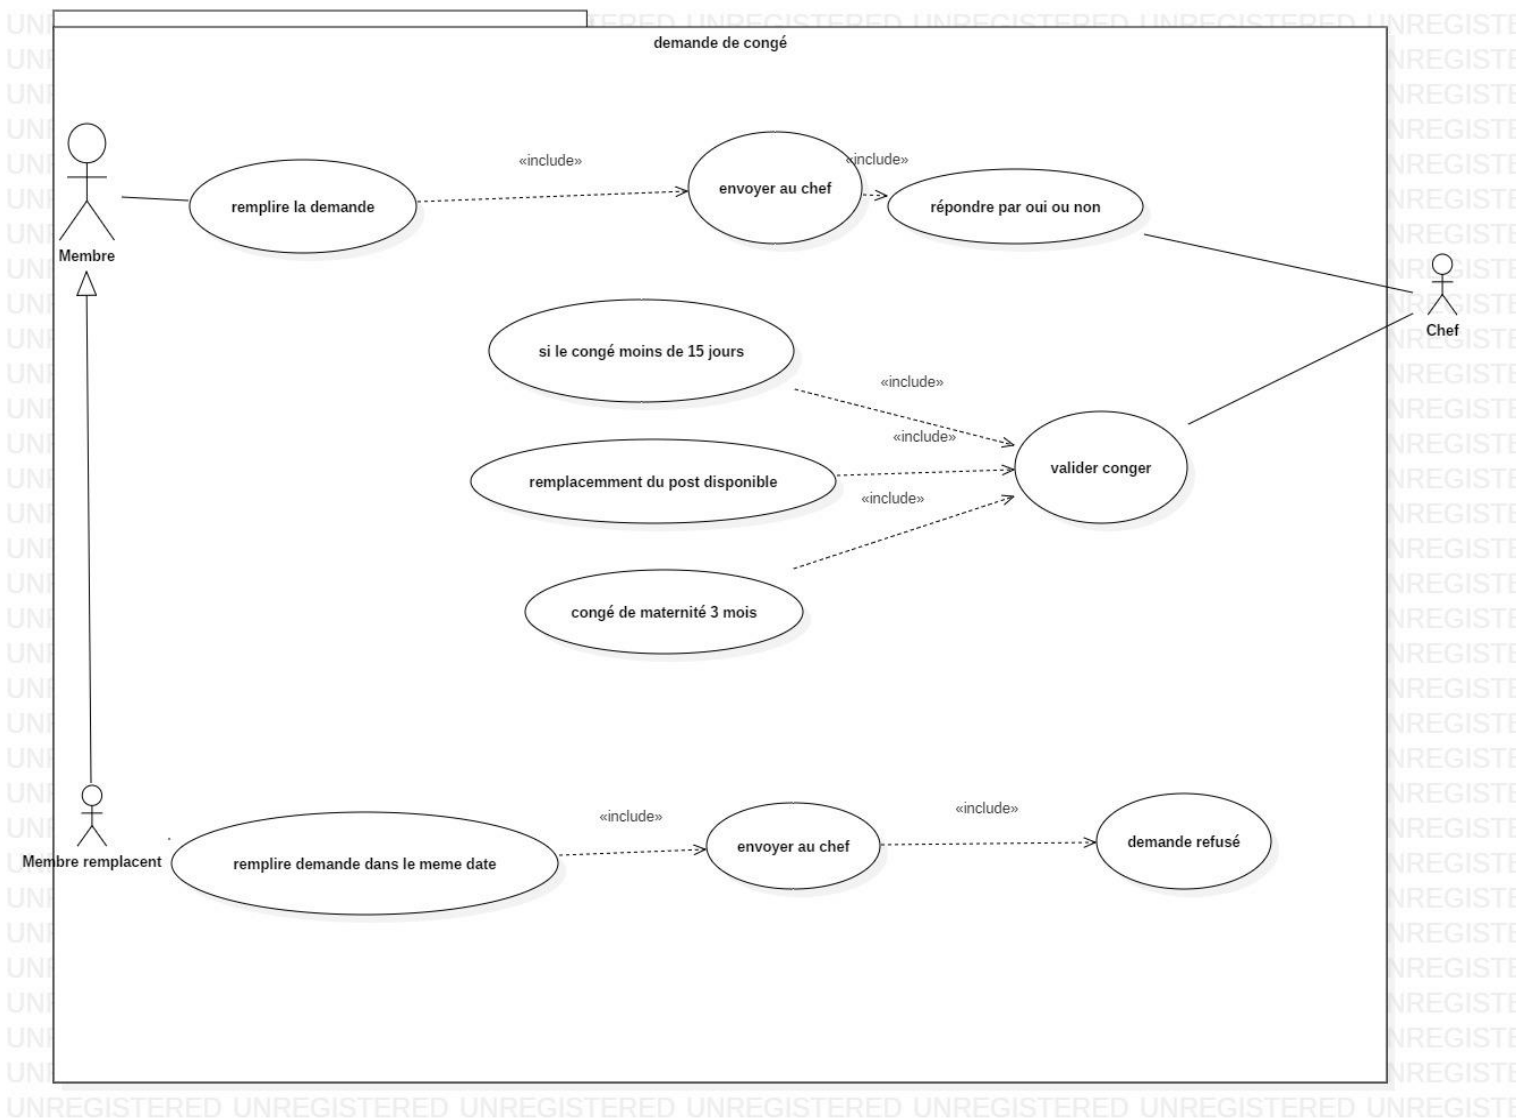 demande de congé
«include»
«include»
remplire la demande
envoyer au chef
répondre par oui ou non
Membre
Chef
si le congé moins de 15 jours
«include»
«include»
valider conger
remplacemment du post disponible
«include»
congé de maternité 3 mois
«include»
«include»
Membre remplacent
remplire demande dans le meme date
envoyer au chef
demande refusé
UNREGISTERED UNREGISTERED UNREGISTERED UNREGISTERED UNREGISTERED UNREGISTERED